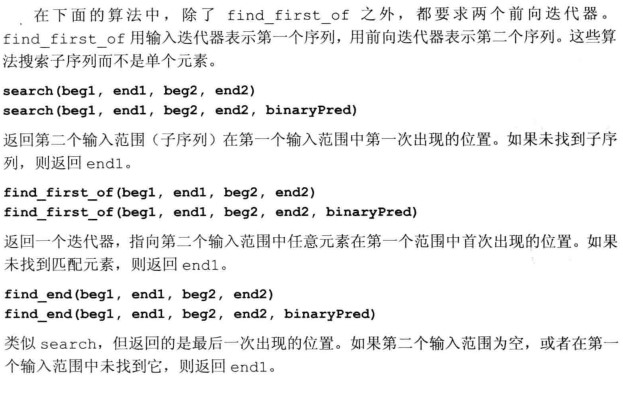 在下面的算法中，除了 find_first_of 之外，都要求两个前向迭代器。
find_first_of 用输入迭代器表示第一个序列，用前向迭代器表示第二个序列。这些算
法搜索子序列而不是单个元素。
search(beg1, end1, beg2, end2)
search(beg1, end1, beg2, end2, binaryPred)
返回第二个输入范围（子序列）在第一个输入范围中第一次出现的位置。如果未找到子序
列，则返回 end1。
find_first_of(beg1, end1, beg2, end2)
find_first_of(beg1, end1, beg2, end2, binaryPred)
返回一个迭代器，指向第二个输入范围中任意元素在第一个范围中首次出现的位置。如果
未找到匹配元素，则返回 end1。
find_end(beg1, end1, beg2, end2)
find_end(beg1, end1, beg2, end2, binaryPred)
类似 search，但返回的是最后一次出现的位置。如果第二个输入范围为空，或者在第一
个输入范围中未找到它，则返回 end1。